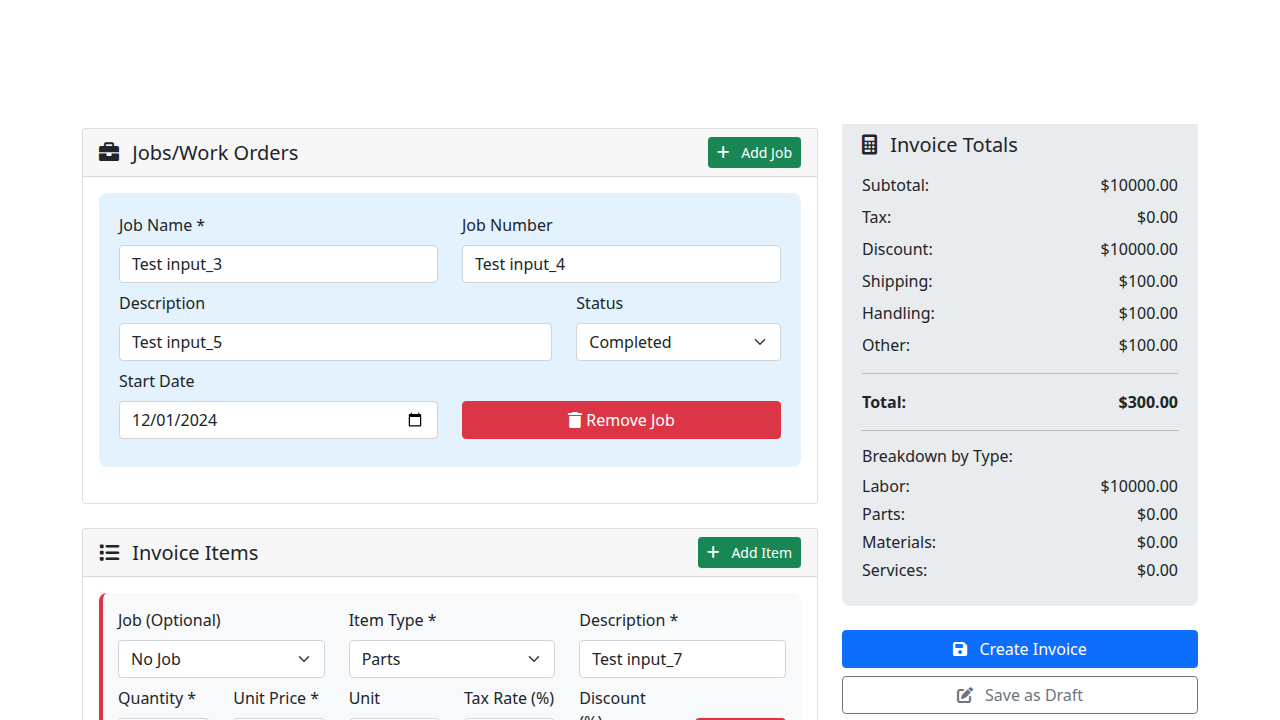 Jobs/Work Orders
Add Job
Job Name *
Job Number
Test input_3
Test input_4
Description
Status
Test input_5
Completed
Start Date
12/01/2024
Remove Job
Invoice Items
Add Item
Job (Optional)
Item Type *
Description *
No Job
Parts
Test input_7
Quantity *
Unit Price *
Unit
Tax Rate (%)
Discount
(%)
Invoice Totals
Subtotal: $10000.00
Tax: $0.00
Discount: $10000.00
Shipping: $100.00
Handling: $100.00
Other: $100.00
Total: $300.00
Breakdown by Type:
Labor: $10000.00
Parts: $0.00
Materials: $0.00
Services: $0.00
Create Invoice
Save as Draft